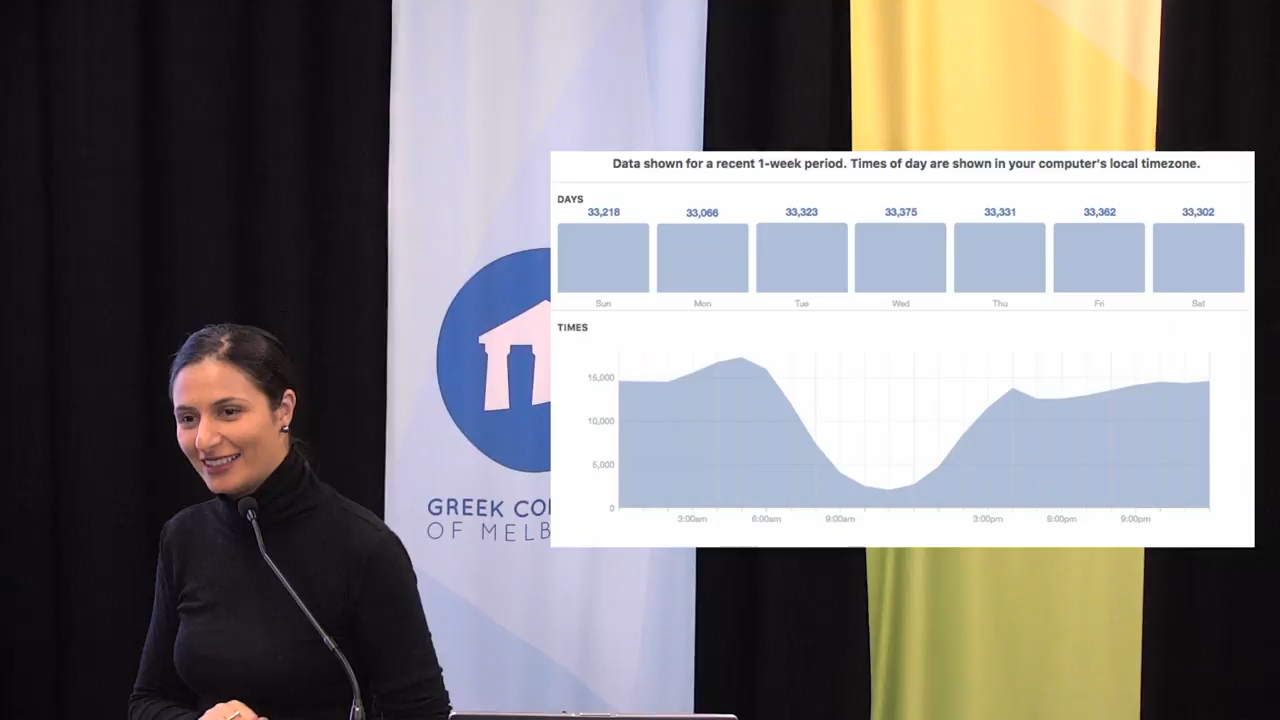 Data shown for a recent 1-week period. Times of day are shown in your computer's local timezone.
DAYS
33,218 33,066 33,323 33,375 33,331 33,362 33,302
Sun Mon Tue Wed Thu Fri Sat
TIMES
15,000
10,000
5,000
0
3:00am 6:00am 9:00am 3:00pm 6:00pm 9:00pm
GREEK CO
OF MELB